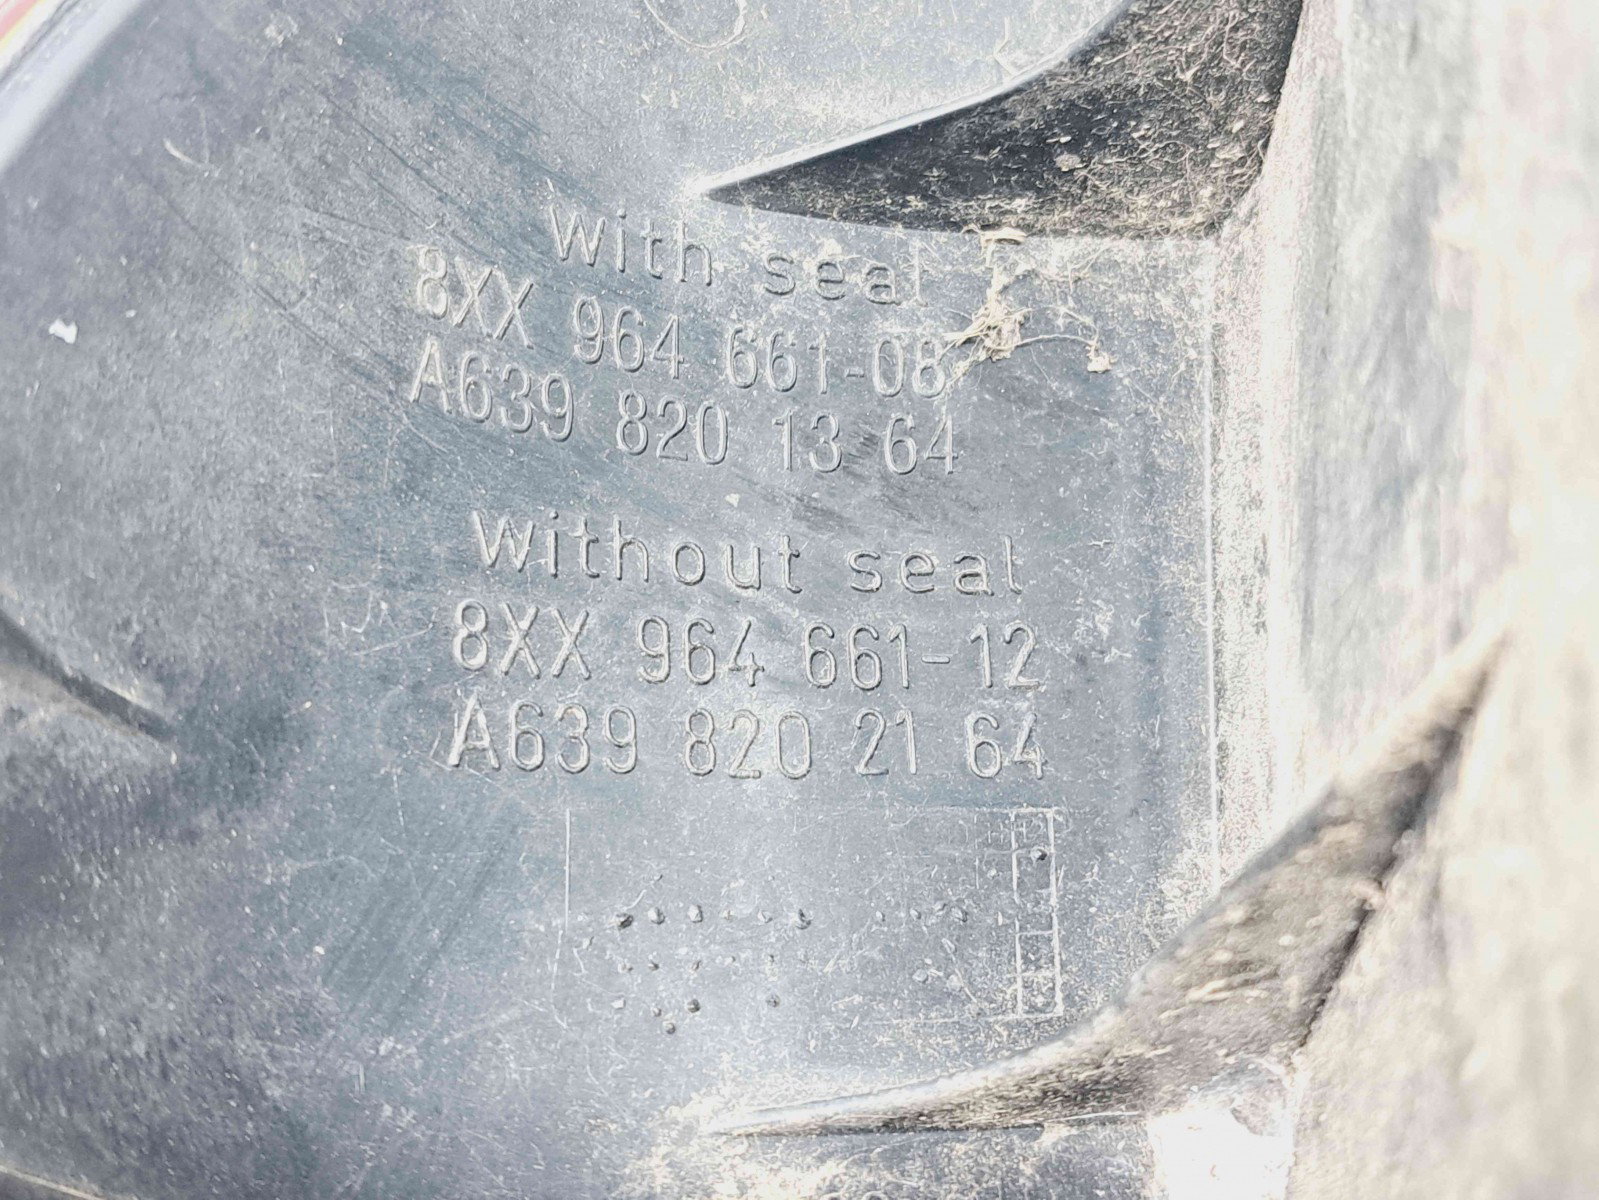 with seal
8XX 964 661-08
A639 820 13 64
without seal
8XX 964 661-12
A639 820 21 64